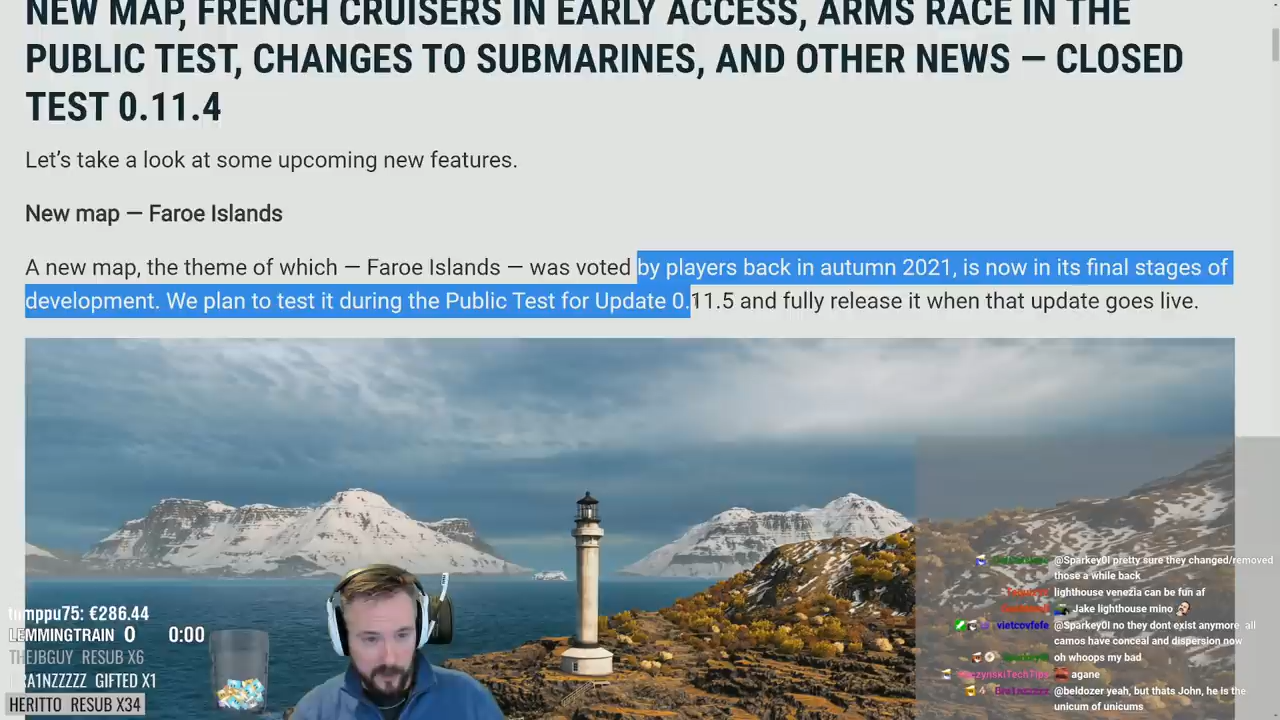 NEW MAP, FRENCH CRUISERS IN EARLY ACCESS, ARMS RACE IN THE
PUBLIC TEST, CHANGES TO SUBMARINES, AND OTHER NEWS — CLOSED
TEST 0.11.4
Let's take a look at some upcoming new features.
New map — Faroe Islands
A new map, the theme of which — Faroe Islands — was voted by players back in autumn 2021, is now in its final stages of
development. We plan to test it during the Public Test for Update 0.11.5 and fully release it when that update goes live.
tumppu75: €286.44
LEMMINGTRAIN 0 0:00
THEJBGUY RESUB X6
GIFTED X1
HERITTO RESUB X34
@Sparkey0l pretty sure they changed/removed
those a while back
lighthouse venezia can be fun af
Jake lighthouse mino
vietcovfefe @Sparkey0l no they dont exist anymore, all
camos have conceal and dispersion now
oh whoops my bad
agane
@beldozer yeah, but thats John, he is the
unicum of unicums